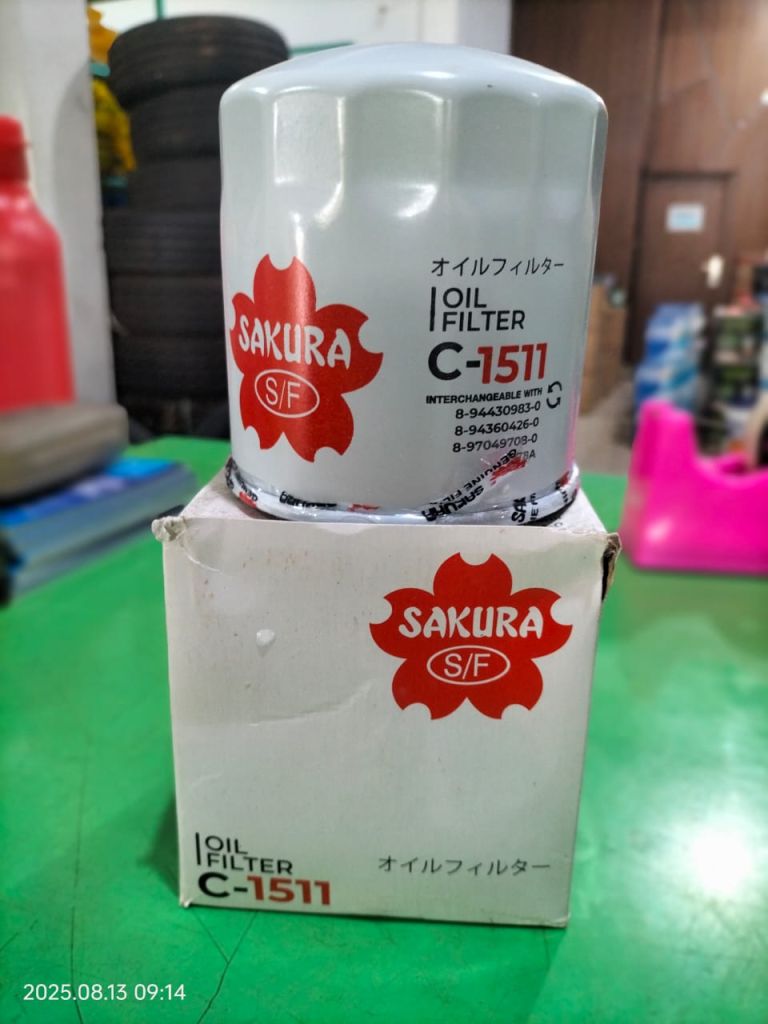 オイルフィルター
OIL
FILTER
C-1511
SAKURA
S/F
INTERCHANGEABLE WITH
8-94430983-0
8-94360426-0
8-97049708-0
SAKURA
SAKURA
S/F
OIL
FILTER
C-1511
オイルフィルター
2025.08.13 09:14